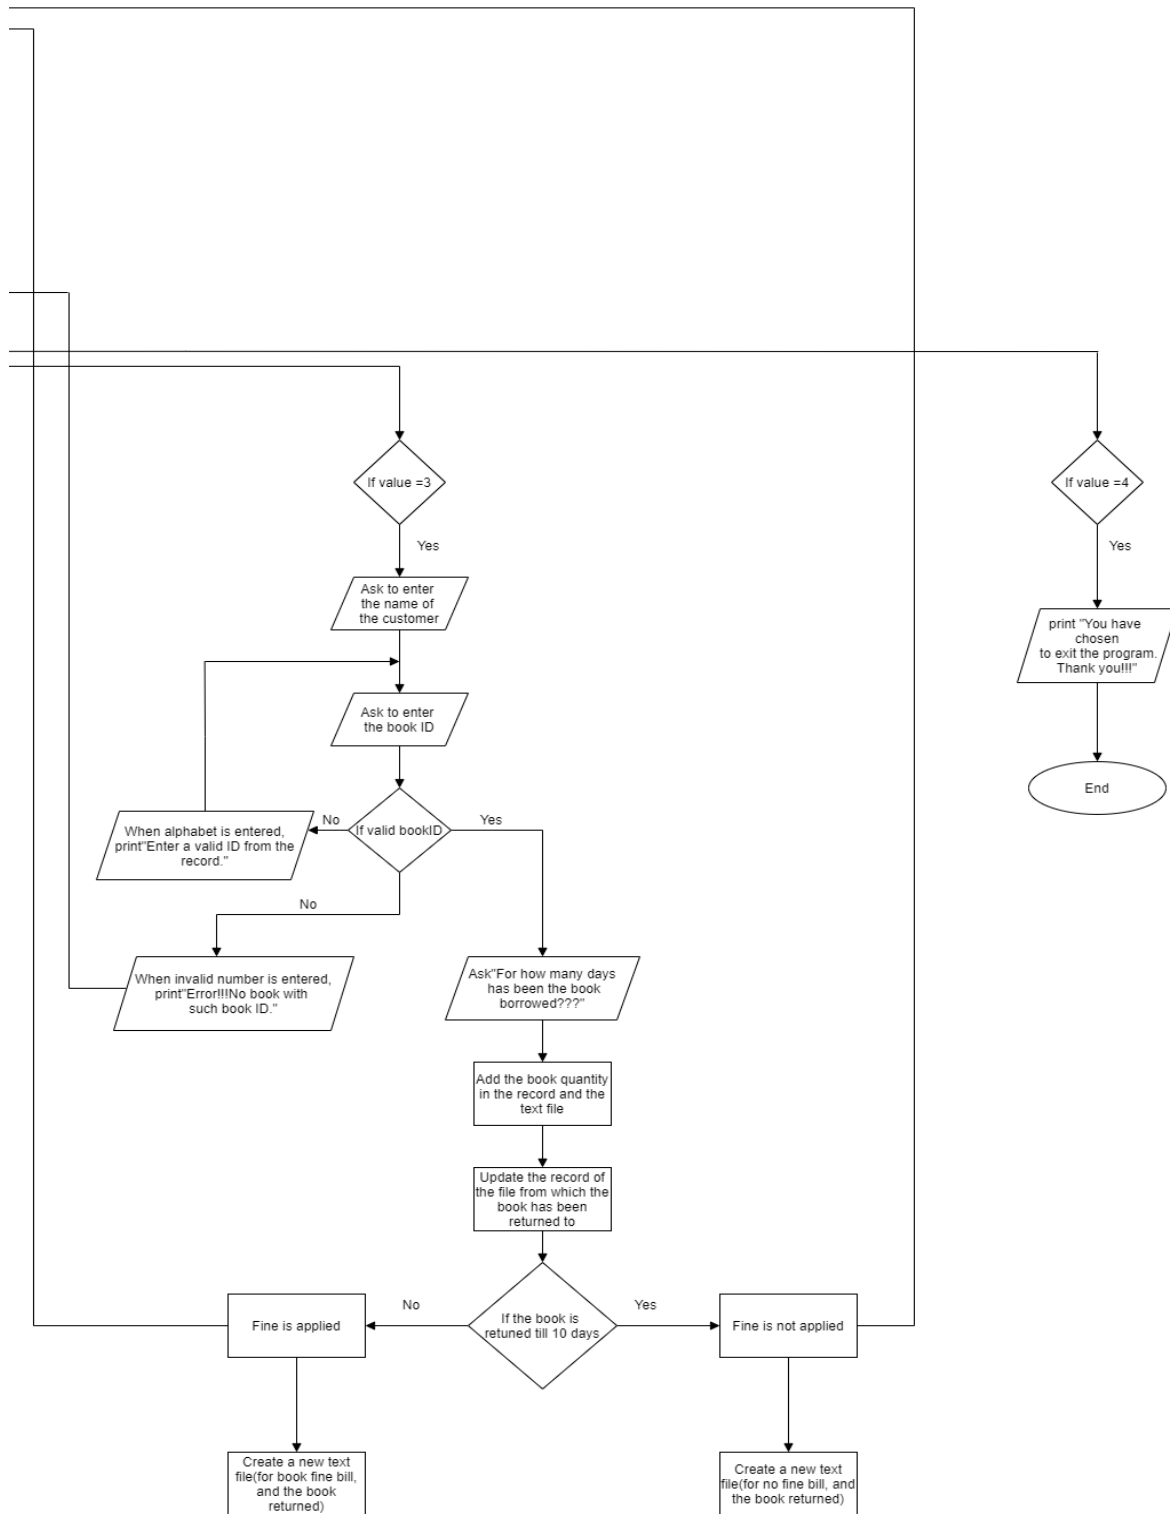 If value =3
If value =4
Yes
Yes
Ask to enter
the name of
the customer
print "You have
chosen
to exit the program.
Thank you!!!"
Ask to enter
the book ID
End
When alphabet is entered,
print"Enter a valid ID from the
record."
No
If valid bookID
Yes
No
When invalid number is entered,
print"Error!!!No book with
such book ID."
Ask"For how many days
has been the book
borrowed???"
Add the book quantity
in the record and the
text file
Update the record of
the file from which the
book has been
returned to
Fine is applied
No
If the book is
retuned till 10 days
Yes
Fine is not applied
Create a new text
file(for book fine bill,
and the book
returned)
Create a new text
file(for no fine bill, and
the book returned)